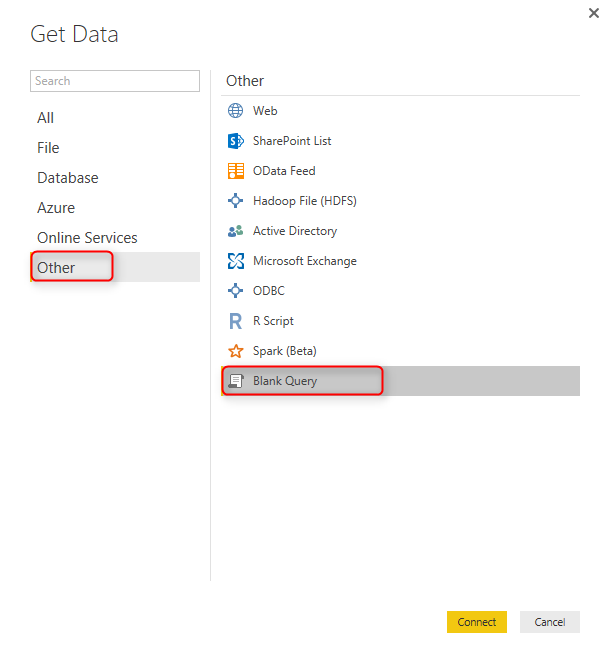 Get Data
Search
All
File
Database
Azure
Online Services
Other
Other
Web
SharePoint List
OData Feed
Hadoop File (HDFS)
Active Directory
Microsoft Exchange
ODBC
R Script
Spark (Beta)
Blank Query
Connect
Cancel